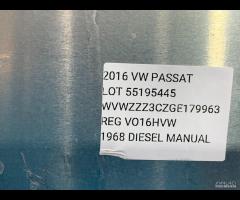 2016 VW PASSAT
LOT 55195445
WVWZZZ3CZGE179963
REG VO16HVW
1968 DIESEL MANUAL